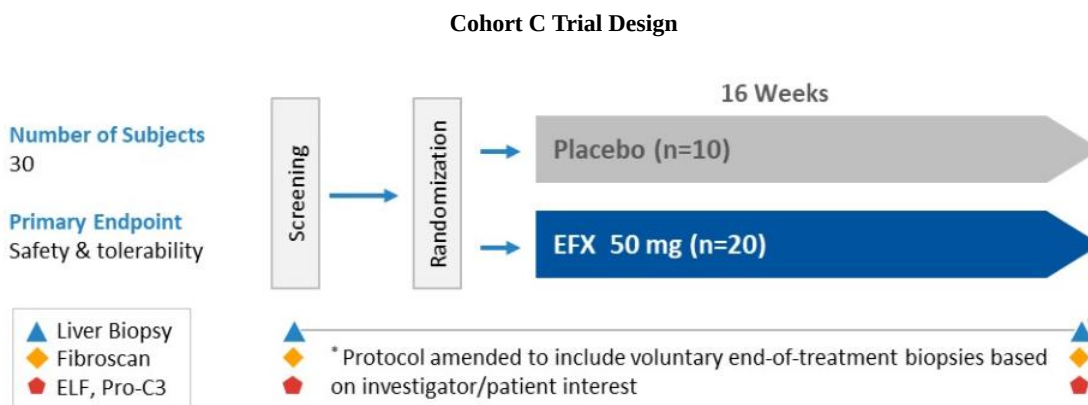 Cohort C Trial Design
16 Weeks
Number of Subjects
30
Primary Endpoint
Safety & tolerability
Screening
Randomization
Placebo (n=10)
EFX 50 mg (n=20)
Liver Biopsy
Fibroscan
ELF, Pro-C3
*Protocol amended to include voluntary end-of-treatment biopsies based
on investigator/patient interest